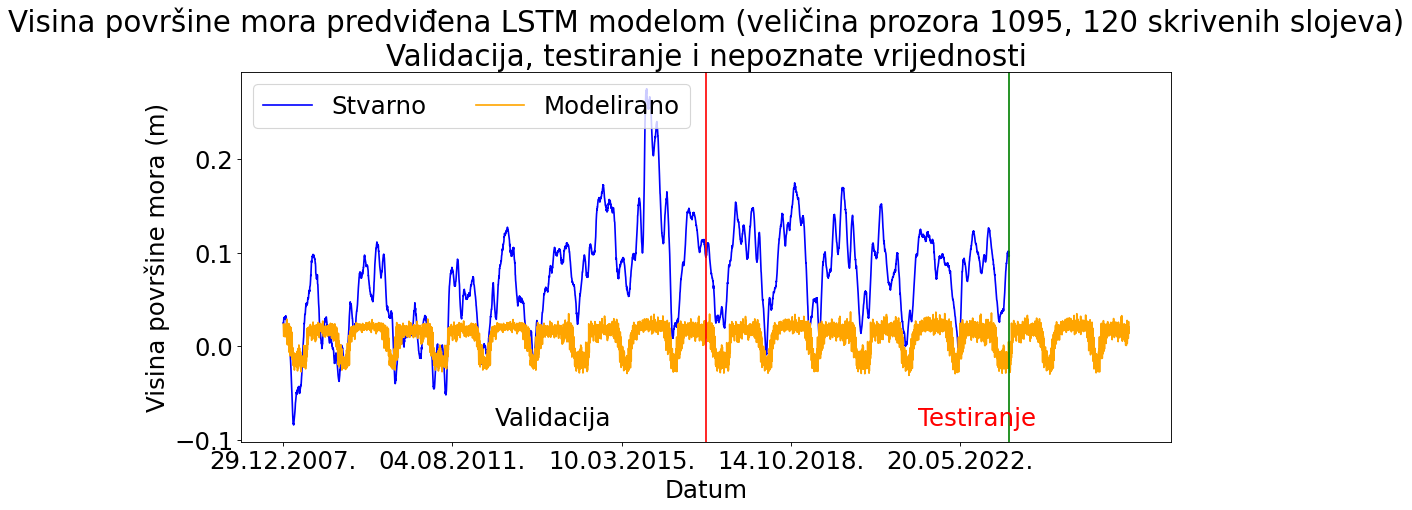 Visina površine mora predviđena LSTM modelom (veličina prozora 1095, 120 skrivenih slojeva)
Validacija, testiranje i nepoznate vrijednosti
Stvarno
Modelirano
Visina površine mora (m)
0.2
0.1
0.0
−0.1
Validacija
Testiranje
29.12.2007.
04.08.2011.
10.03.2015.
14.10.2018.
20.05.2022.
Datum